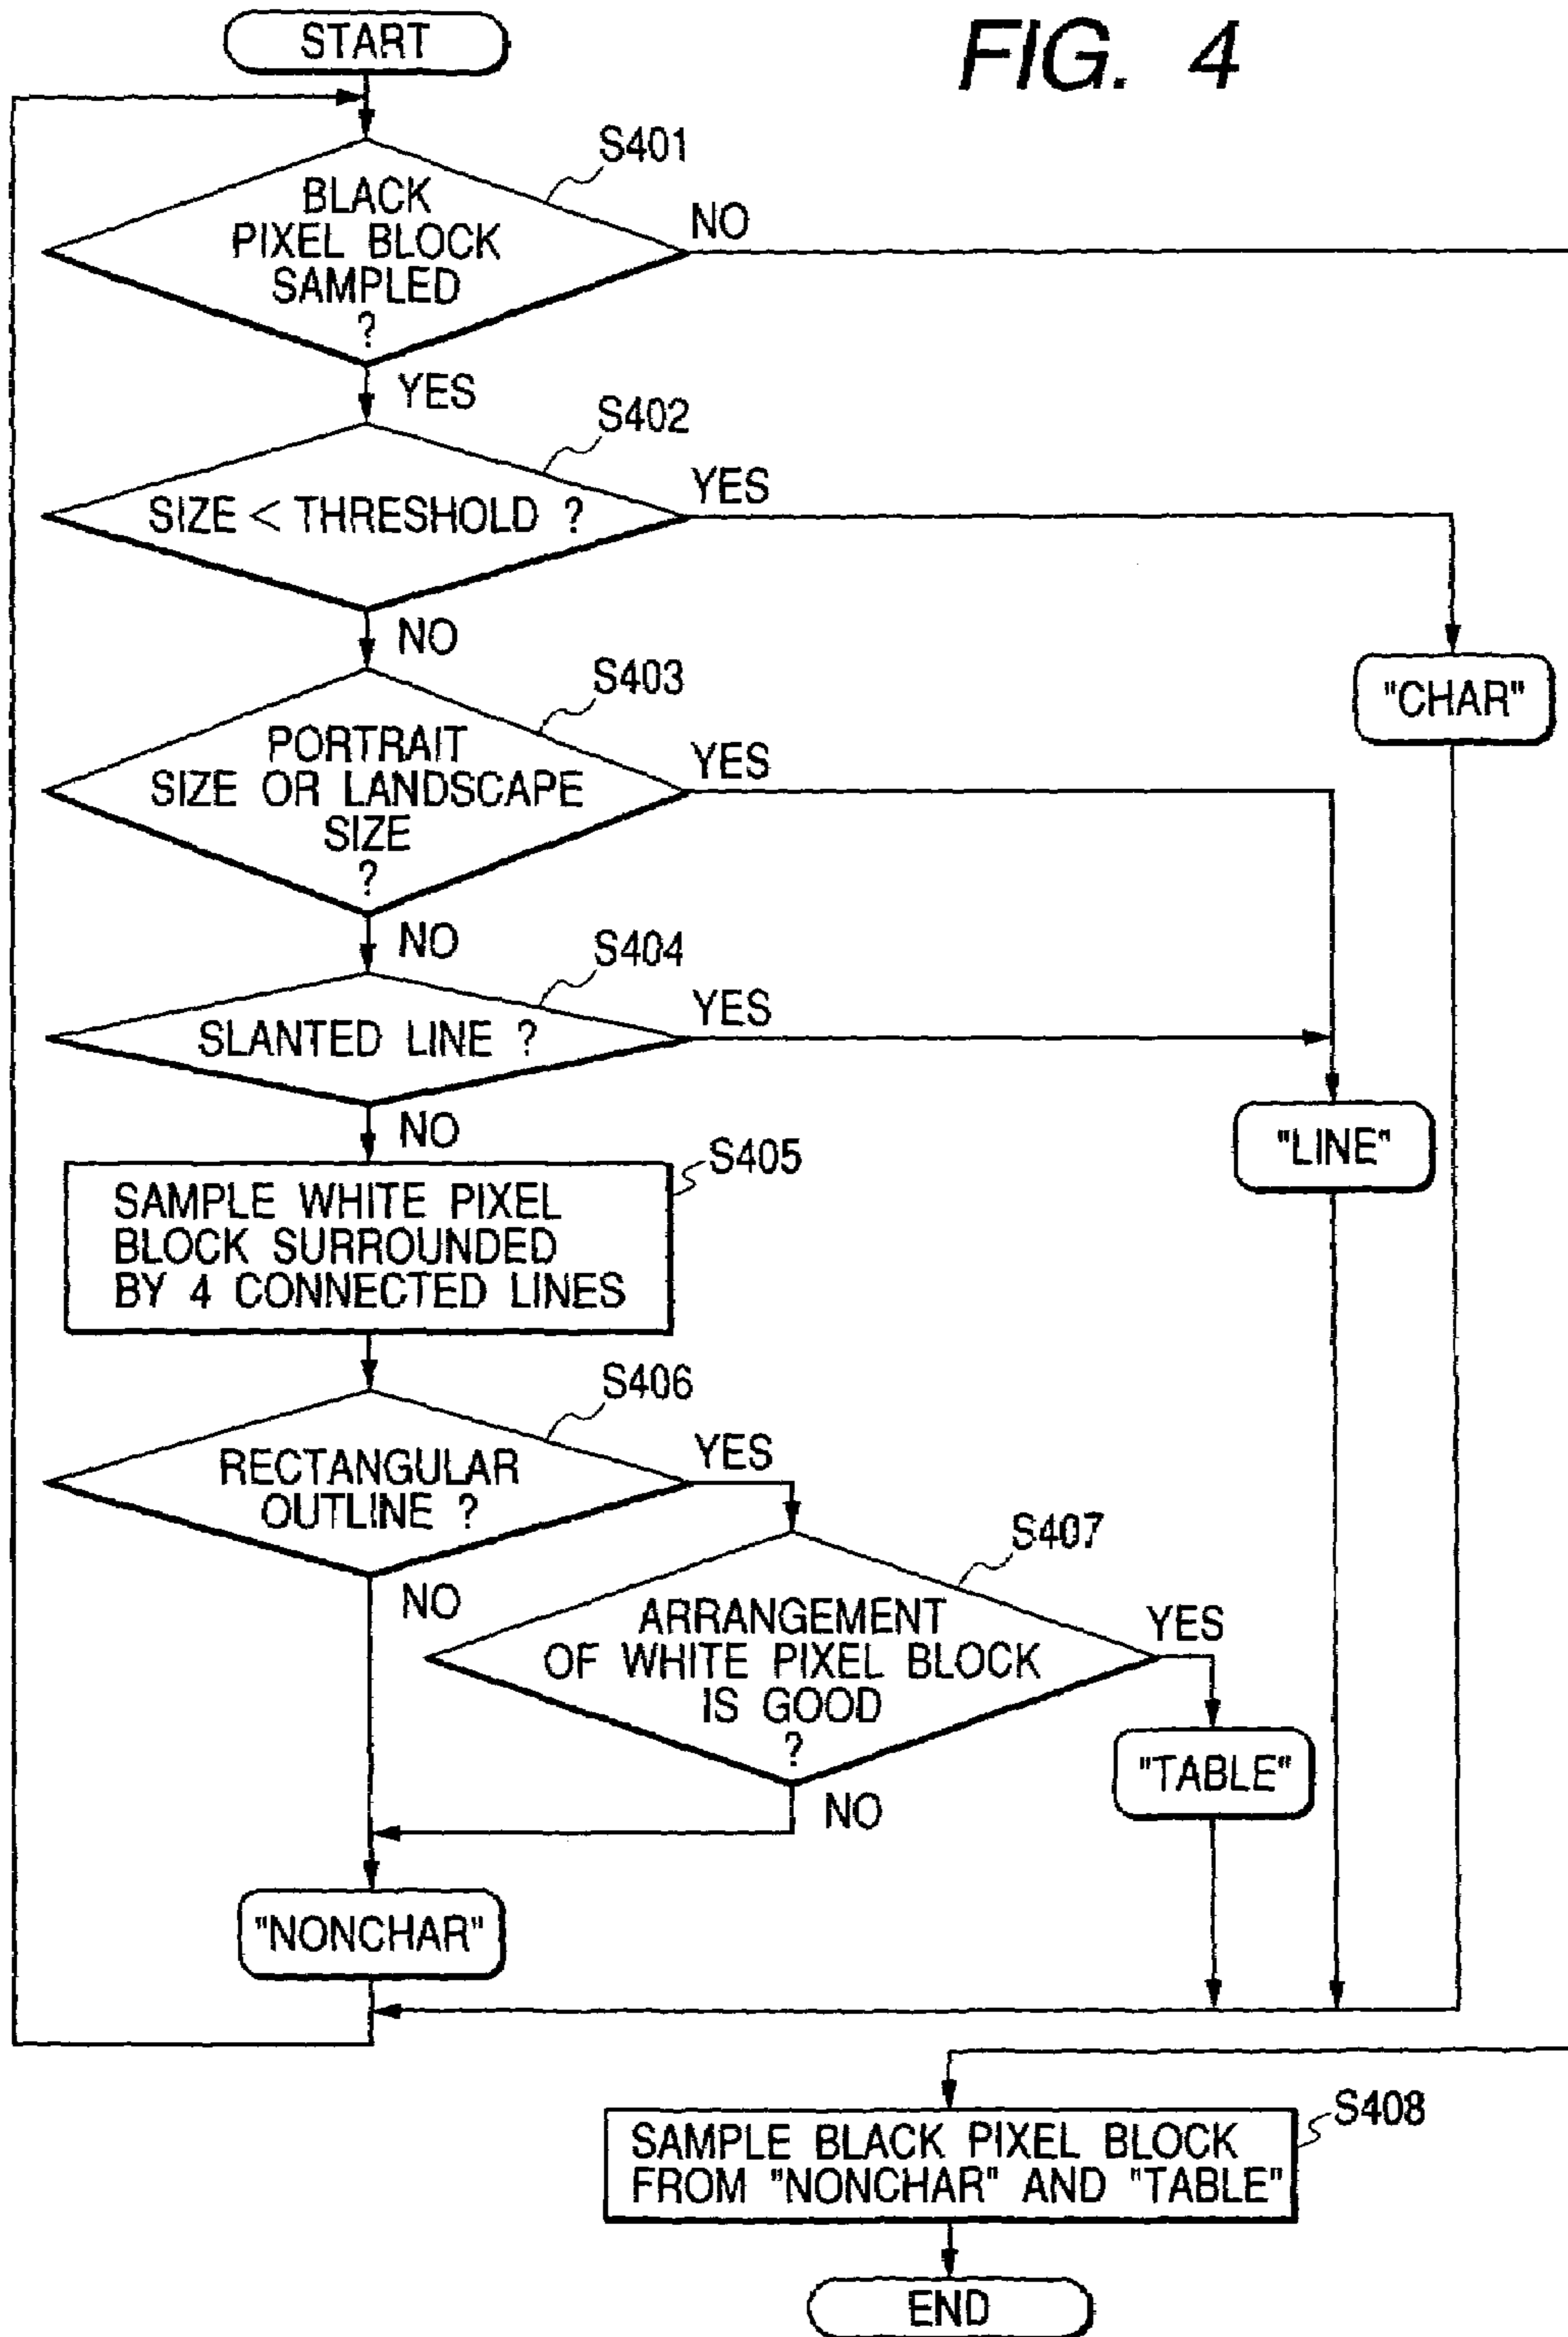 FIG. 4
START
S401
BLACK
PIXEL BLOCK
SAMPLED
?
NO
YES
S402
SIZE < THRESHOLD ?
YES
NO
"CHAR"
S403
PORTRAIT
SIZE OR LANDSCAPE
SIZE
?
YES
NO
S404
SLANTED LINE ?
YES
NO
"LINE"
S405
SAMPLE WHITE PIXEL
BLOCK SURROUNDED
BY 4 CONNECTED LINES
S406
RECTANGULAR
OUTLINE ?
YES
NO
S407
ARRANGEMENT
OF WHITE PIXEL BLOCK
IS GOOD
?
YES
NO
"TABLE"
"NONCHAR"
S408
SAMPLE BLACK PIXEL BLOCK
FROM "NONCHAR" AND "TABLE"
END